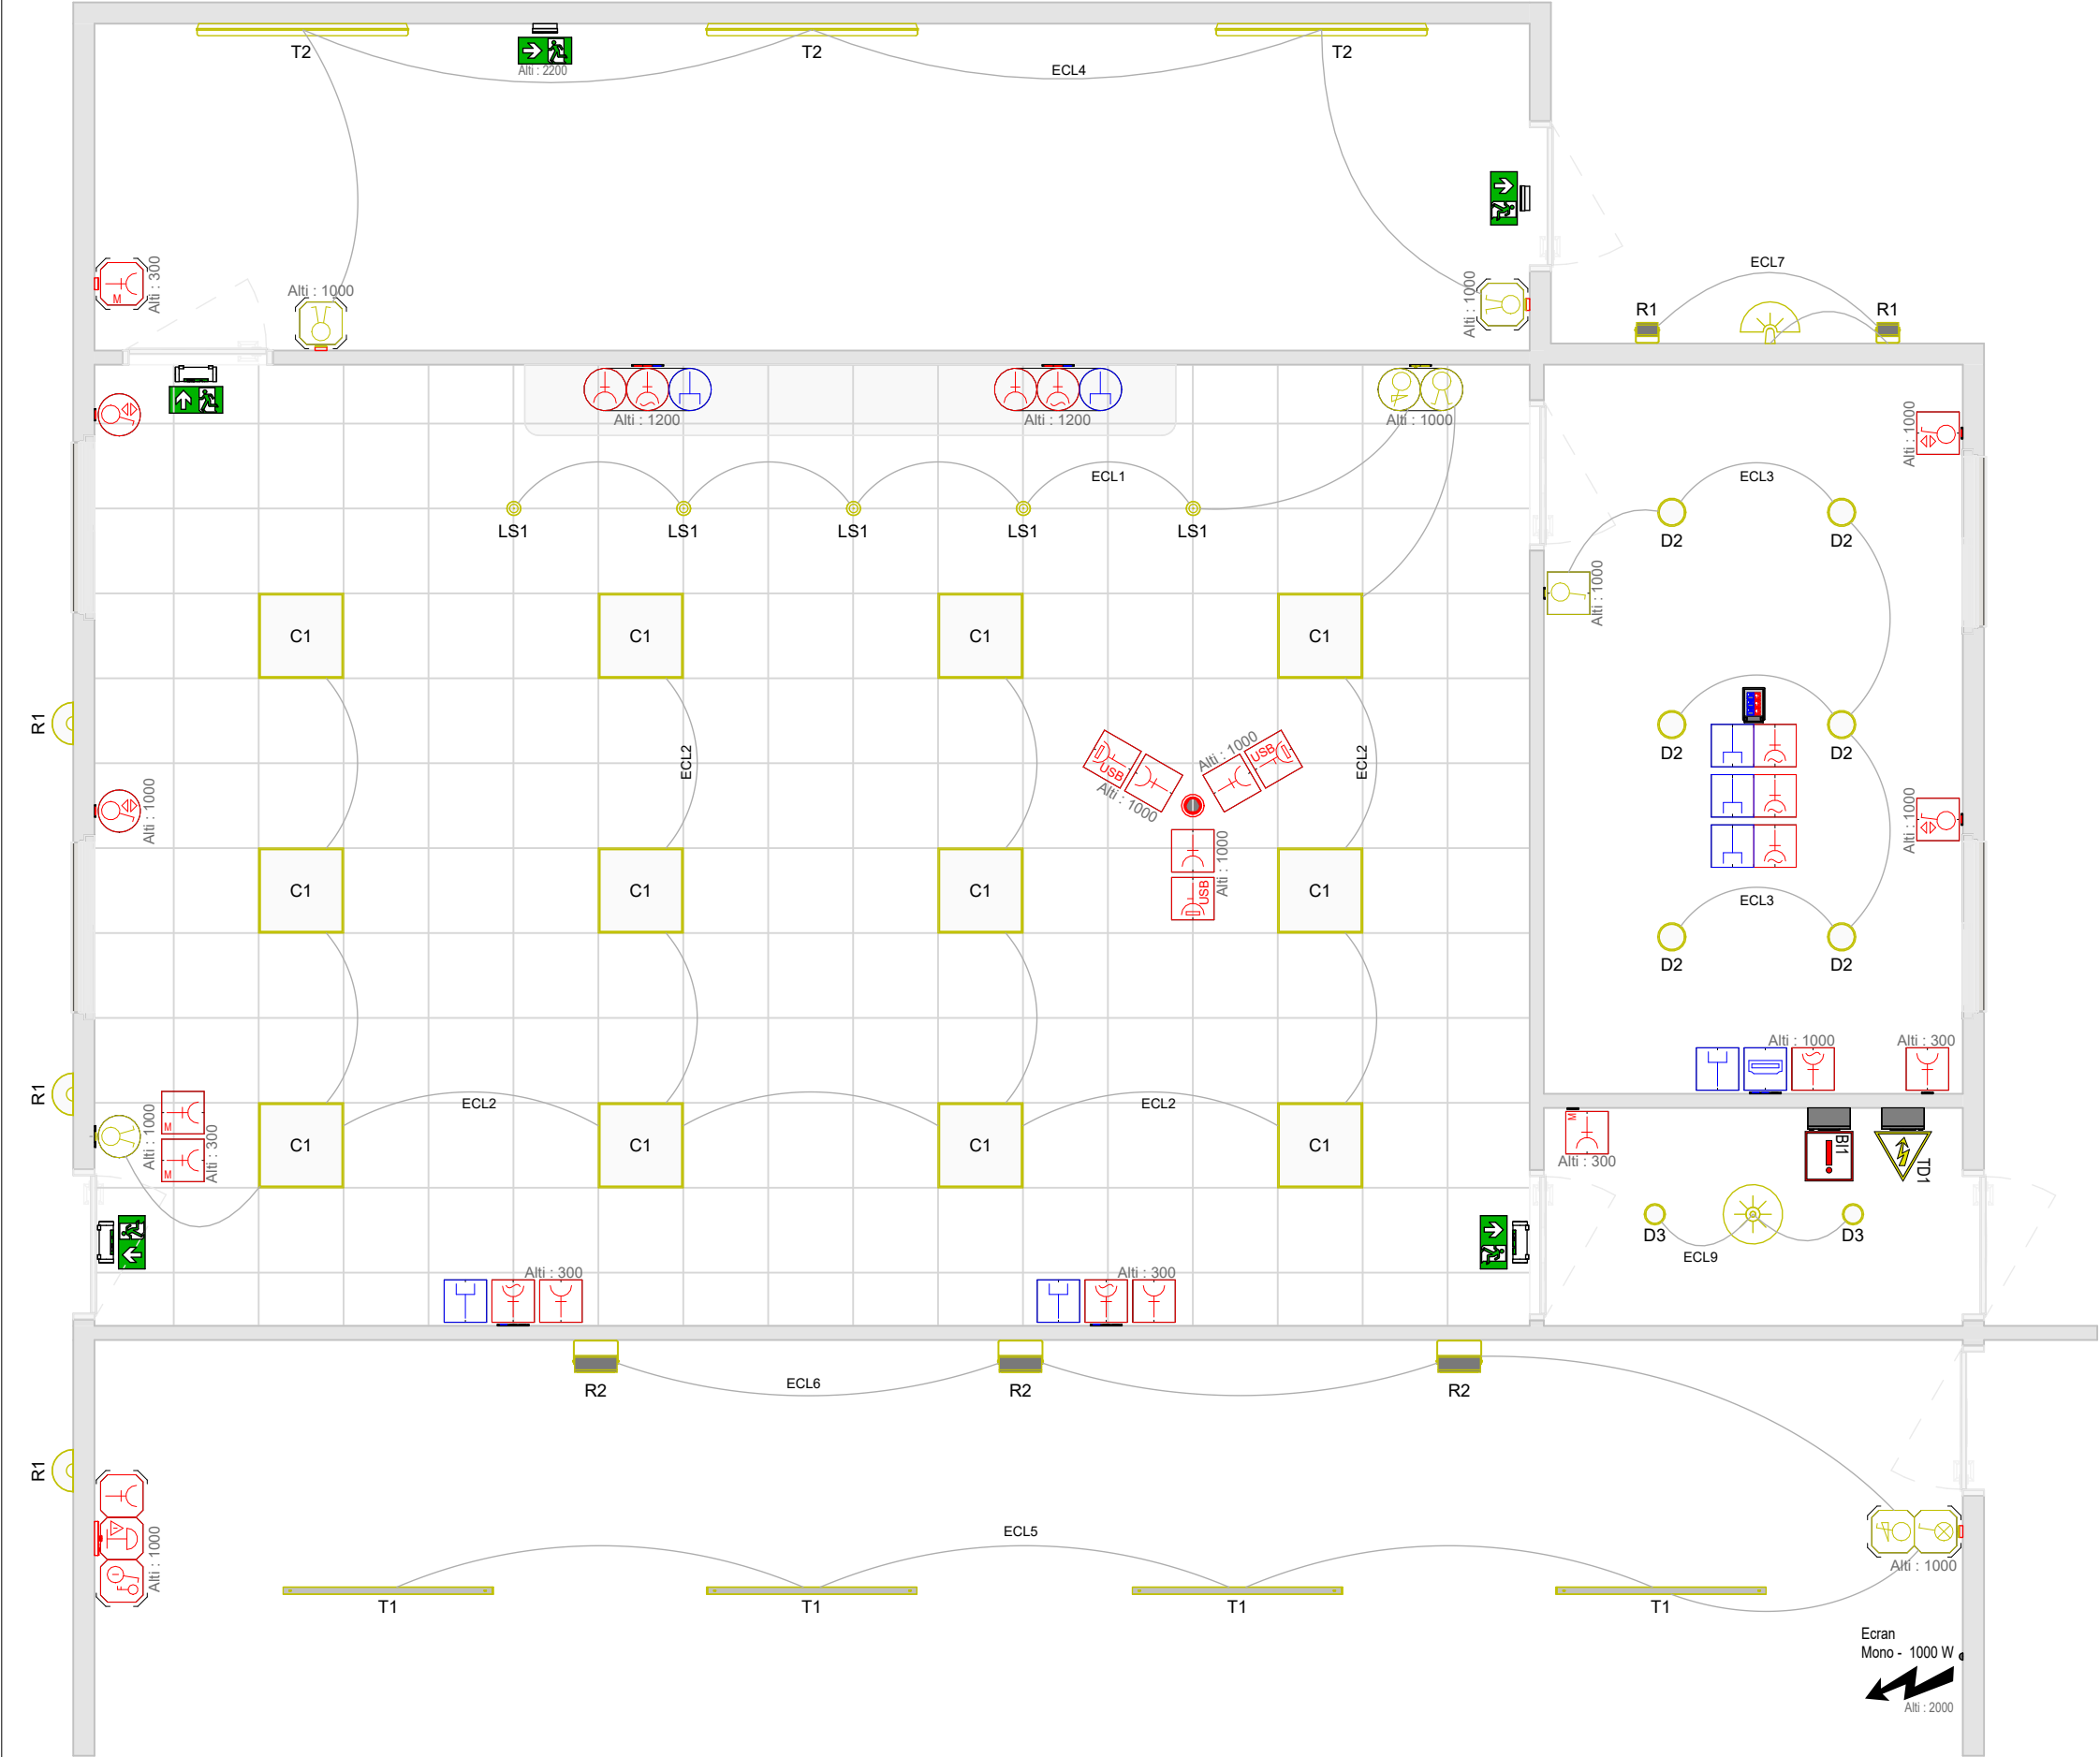 T2
T2
T2
Alti : 2200
ECL4
ECL7
M
Alti : 300
Alti : 1000
Alti : 1000
R1
R1
Alti : 1200
Alti : 1200
Alti : 1000
Alti : 1000
ECL1
ECL3
LS1
LS1
LS1
LS1
LS1
D2
D2
Alti : 1000
C1
C1
C1
C1
R1
ECL2
ECL2
USB
Alti : 1000
Alti : 1000
USB
D2
D2
Alti : 1000
Alti : 1000
Alti : 1000
USB
C1
C1
C1
C1
ECL3
D2
D2
Alti : 1000
Alti : 300
R1
ECL2
ECL2
M
M
Alti : 1000
Alti : 300
C1
C1
C1
C1
M
Alti : 300
BI1
TD1
D3
D3
ECL9
Alti : 300
Alti : 300
R2
R2
R2
ECL6
R1
Alti : 1000
ECL5
Alti : 1000
T1
T1
T1
T1
Ecran
Mono - 1000 W
Alti : 2000